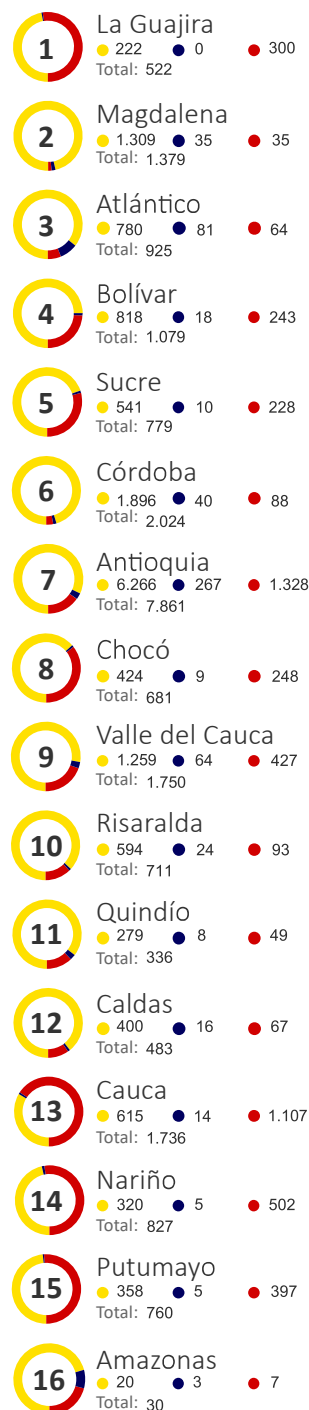 1 La Guajira
222 0 300
Total: 522
2 Magdalena
1.309 35 35
Total: 1.379
3 Atlántico
780 81 64
Total: 925
4 Bolívar
818 18 243
Total: 1.079
5 Sucre
541 10 228
Total: 779
6 Córdoba
1.896 40 88
Total: 2.024
7 Antioquia
6.266 267 1.328
Total: 7.861
8 Chocó
424 9 248
Total: 681
9 Valle del Cauca
1.259 64 427
Total: 1.750
10 Risaralda
594 24 93
Total: 711
11 Quindío
279 8 49
Total: 336
12 Caldas
400 16 67
Total: 483
13 Cauca
615 14 1.107
Total: 1.736
14 Nariño
320 5 502
Total: 827
15 Putumayo
358 5 397
Total: 760
16 Amazonas
20 3 7
Total: 30